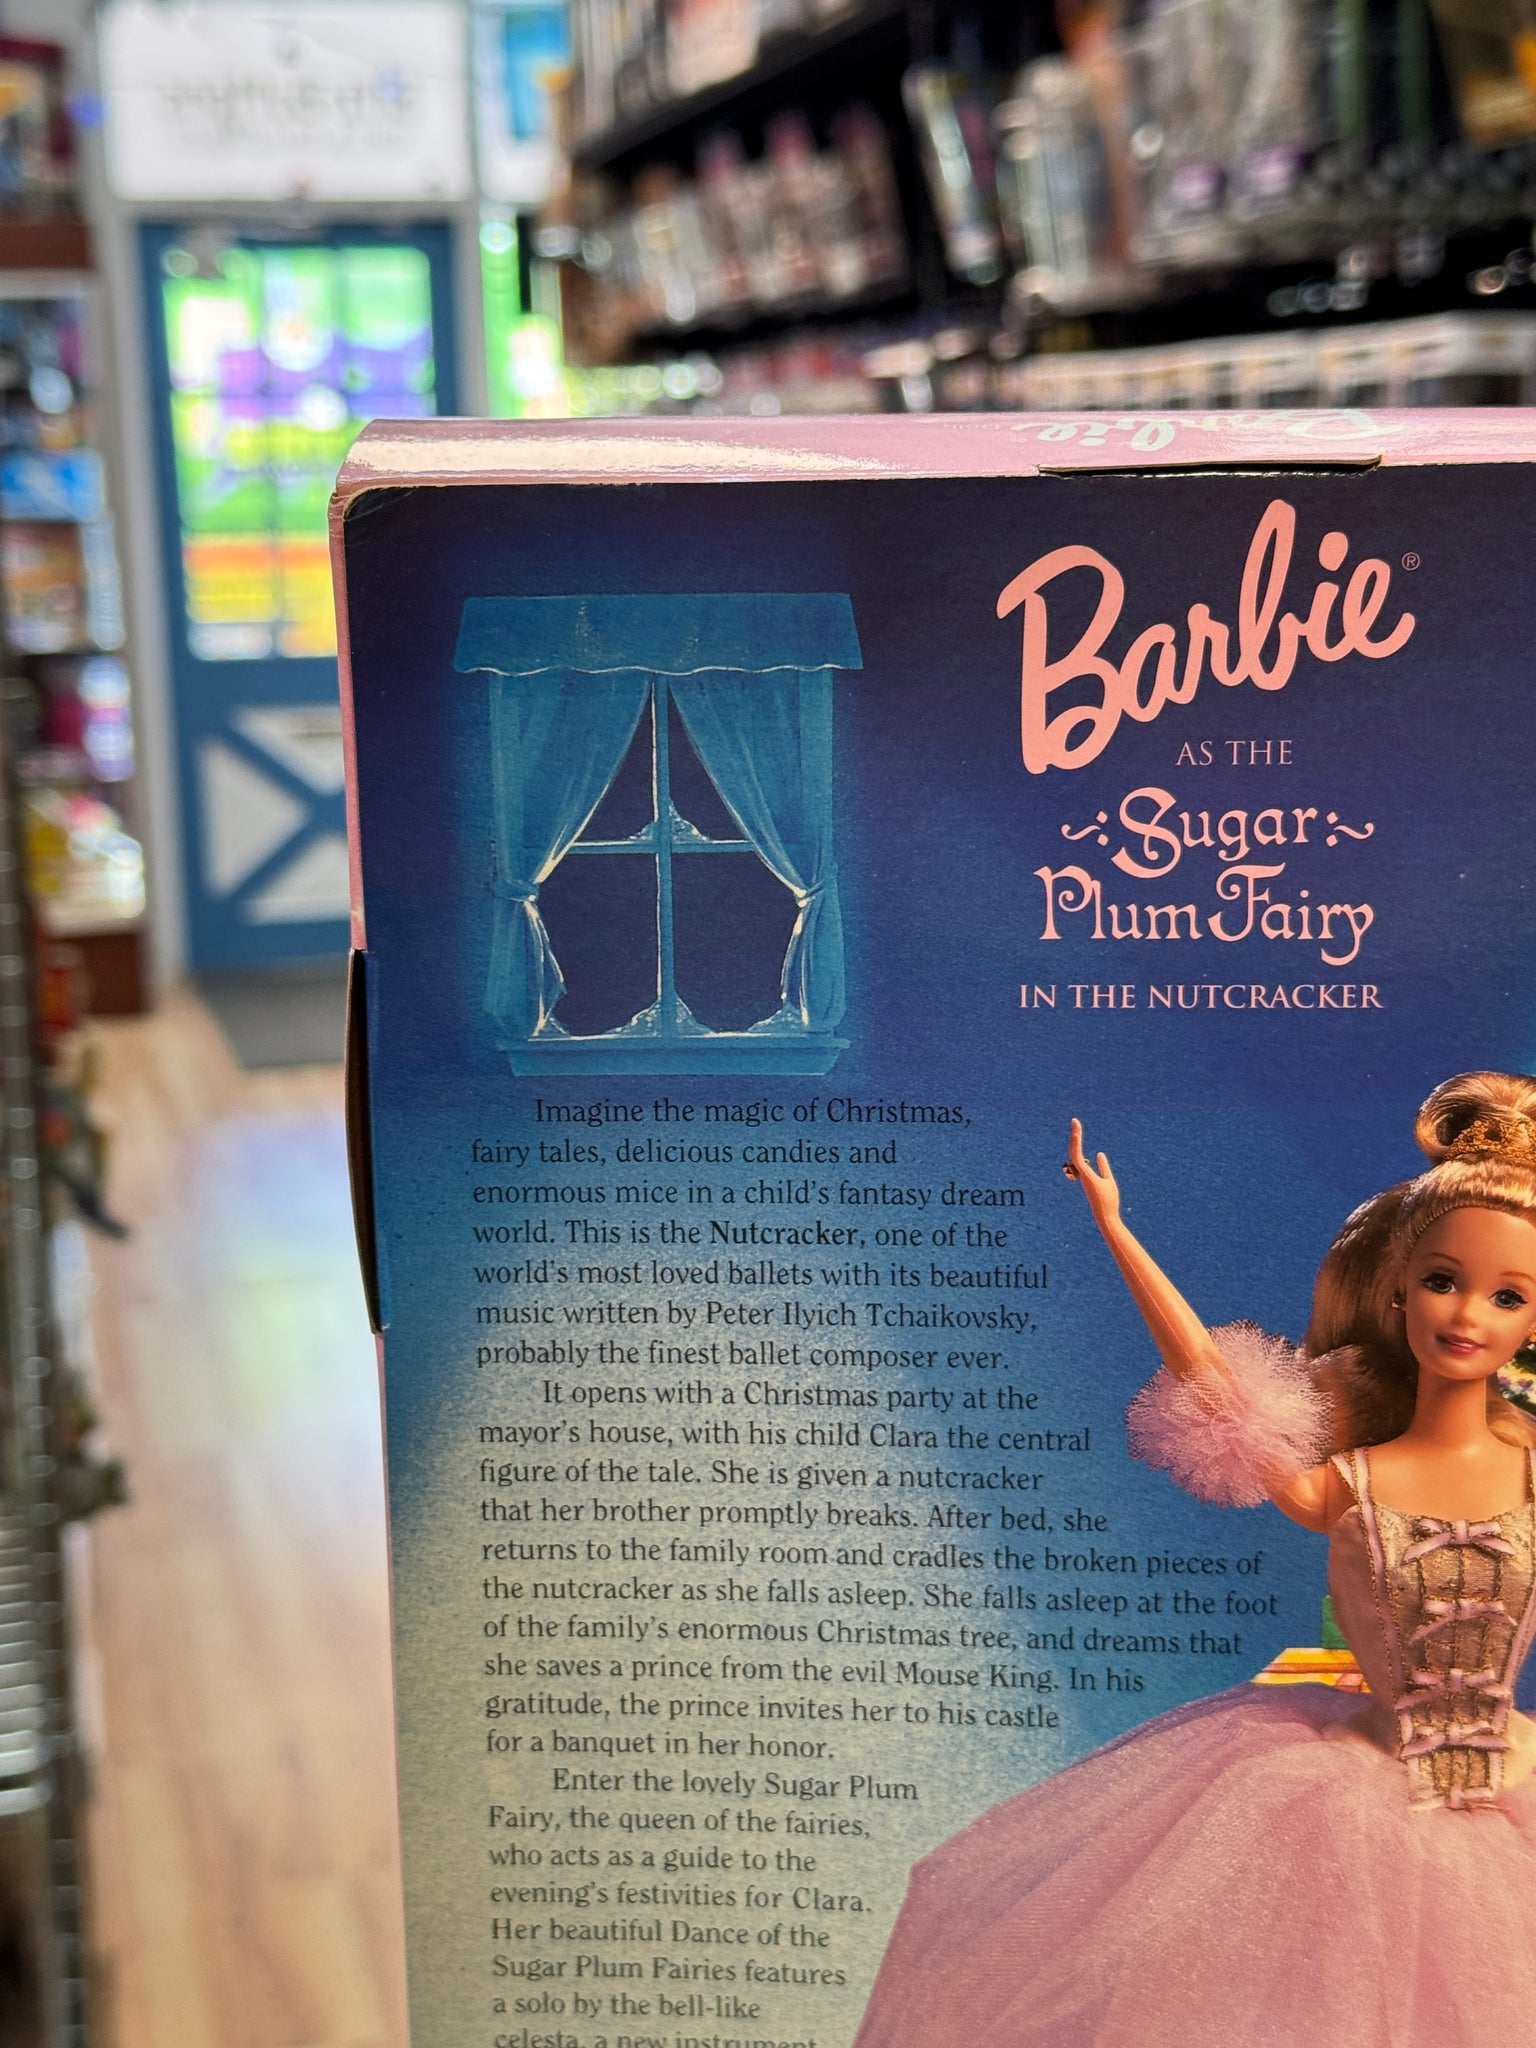 Barbie
Barbie®
AS THE
Sugar
Plum Fairy
IN THE NUTCRACKER
Imagine the magic of Christmas,
fairy tales, delicious candies and
enormous mice in a child's fantasy dream
world. This is the Nutcracker, one of the
world's most loved ballets with its beautiful
music written by Peter Ilyich Tchaikovsky,
probably the finest ballet composer ever.
It opens with a Christmas party at the
mayor's house, with his child Clara the central
figure of the tale. She is given a nutcracker
that her brother promptly breaks. After bed, she
returns to the family room and cradles the broken pieces of
the nutcracker as she falls asleep. She falls asleep at the foot
of the family's enormous Christmas tree, and dreams that
she saves a prince from the evil Mouse King. In his
gratitude, the prince invites her to his castle
for a banquet in her honor.
Enter the lovely Sugar Plum
Fairy, the queen of the fairies,
who acts as a guide to the
evening's festivities for Clara.
Her beautiful Dance of the
Sugar Plum Fairies features
a solo by the bell-like
celesta, a new instrument